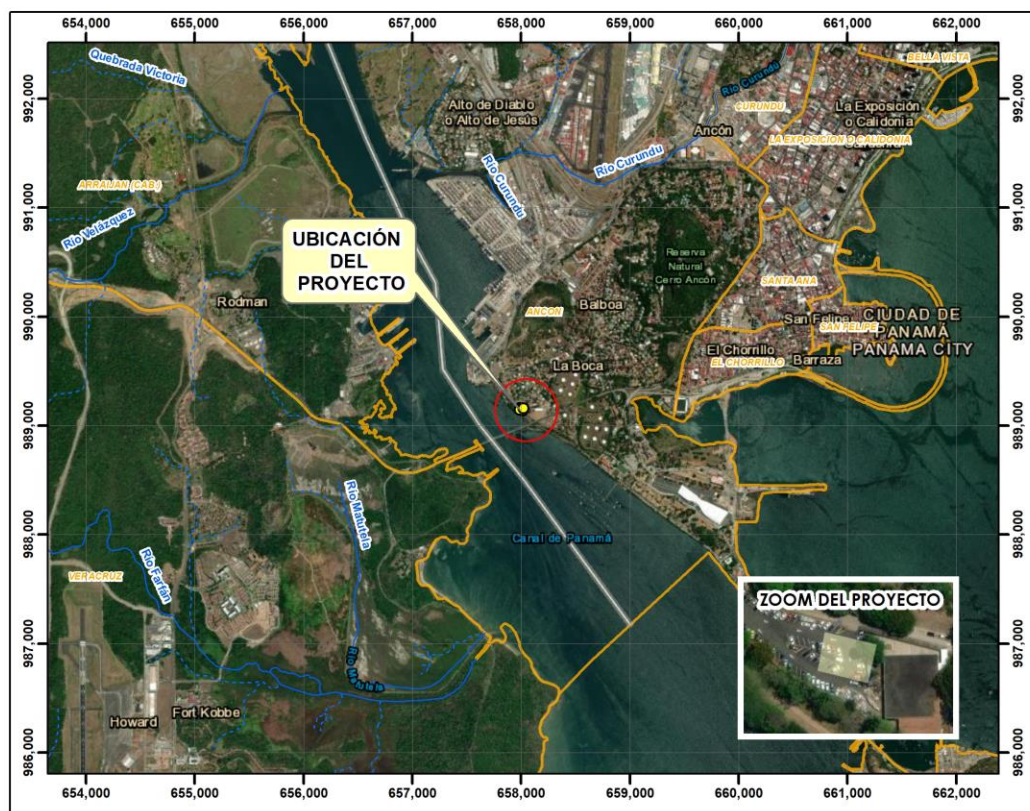 654,000
655,000
656,000
657,000
658,000
659,000
660,000
661,000
662,000
992,000
992,000
991,000
991,000
990,000
990,000
989,000
989,000
988,000
988,000
987,000
987,000
986,000
986,000
Quebrada Victoria
BELLA VISTA
Río Curundú
Alto de Diablo
o Alto de Jesús
CURUNDU
La Exposición
o Calidonia
Ancón
LA EXPOSICION O CALIDONIA
Río Curundu
Río Curundu
ARRAIJAN (CAB.)
Río Velázquez
UBICACIÓN
DEL
PROYECTO
Reserva
Natural
Cerro Ancón
SANTA ANA
Rodman
Balboa
ANCON
San Felipe
SAN FELIPE
CIUDAD DE
PANAMÁ
PANAMA CITY
El Chorrillo
EL CHORRILLO
Barraza
La Boca
Río Matutela
Canal de Panamá
Río Farfán
VERACRUZ
ZOOM DEL PROYECTO
Howard
Fort Kobbe
654,000
655,000
656,000
657,000
658,000
659,000
660,000
661,000
662,000